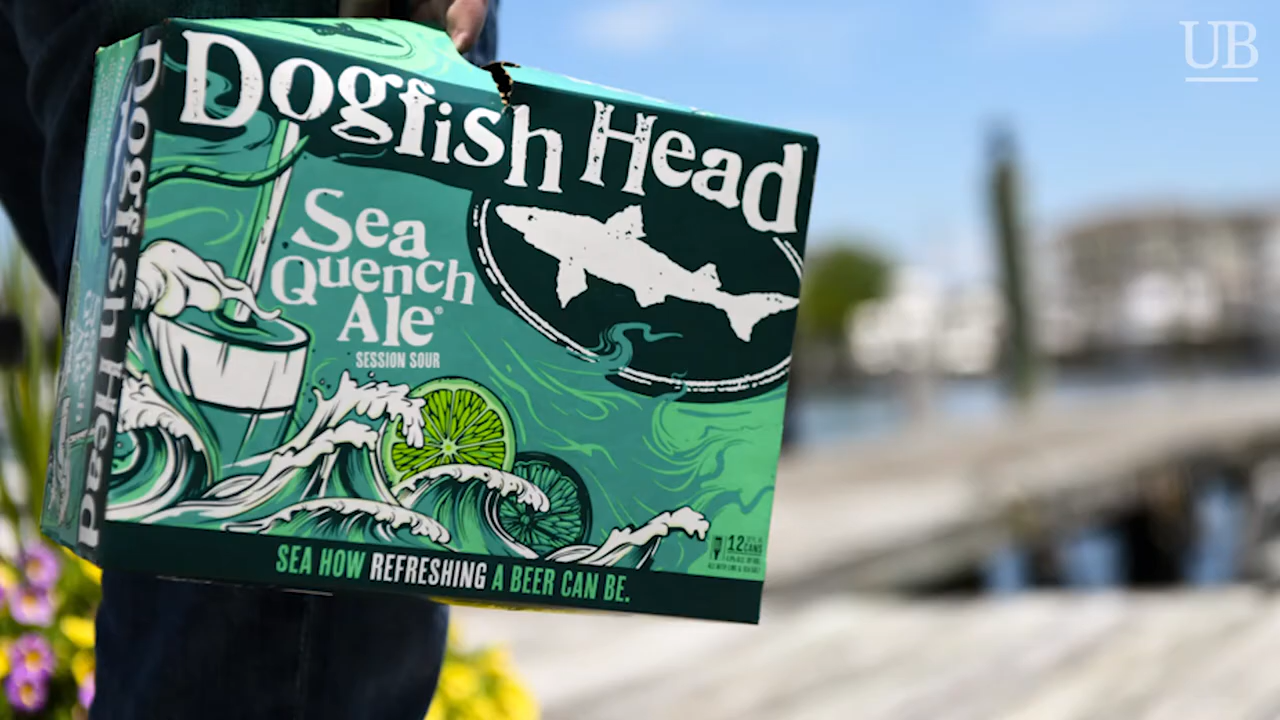 UB
Dogfish Head
Dogfish Head
Sea
Quench
Ale®
SESSION SOUR
12
CANS
SEA HOW REFRESHING A BEER CAN BE.